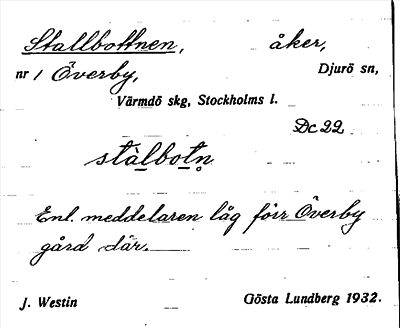 Stallbottnen, åker,
nr 1 Överby, Djurö sn,
Värmdö skg, Stockholms l.
Dc 22
stàlbotn̥
Enl. meddelaren låg förr Överby
gård där.
J. Westin Gösta Lundberg 1932.